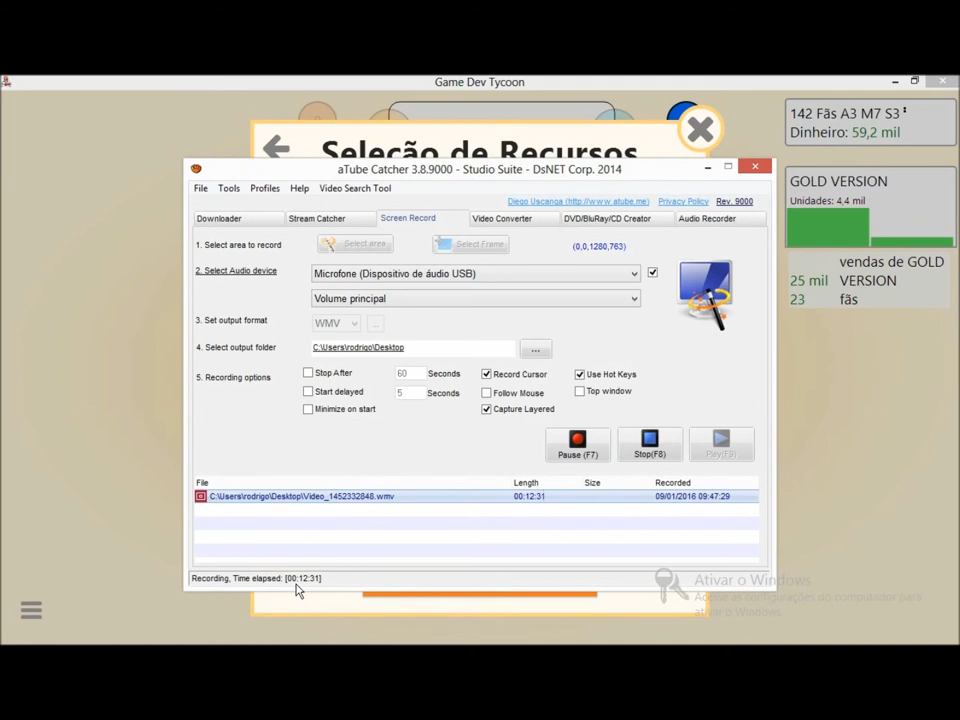 Game Dev Tycoon
142 Fãs A3 M7 S3
Dinheiro: 59,2 mil
Seleção de Recursos
aTube Catcher 3.8.9000 - Studio Suite - DsNET Corp. 2014
File Tools Profiles Help Video Search Tool
Diego Uscanga (http://www.atube.me) Privacy Policy Rev. 9000
Downloader Stream Catcher Screen Record Video Converter DVD/BluRay/CD Creator Audio Recorder
1. Select area to record Select area Select Frame (0,0,1280,763)
2. Select Audio device Microfone (Dispositivo de áudio USB)
Volume principal
3. Set output format WMV ...
4. Select output folder C:\Users\rodrigo\Desktop ...
5. Recording options
Stop After 60 Seconds Record Cursor Use Hot Keys
Start delayed 5 Seconds Follow Mouse Top window
Minimize on start Capture Layered
Pause (F7) Stop(F8) Play(F9)
File Length Size Recorded
C:\Users\rodrigo\Desktop\Video_1452332848.wmv 00:12:31 09/01/2016 09:47:29
Recording, Time elapsed: [00:12:31]
GOLD VERSION
Unidades: 4,4 mil
vendas de GOLD
25 mil VERSION
23 fãs
Ativar o Windows
Acesse as configurações do computador para
ativar o Windows.